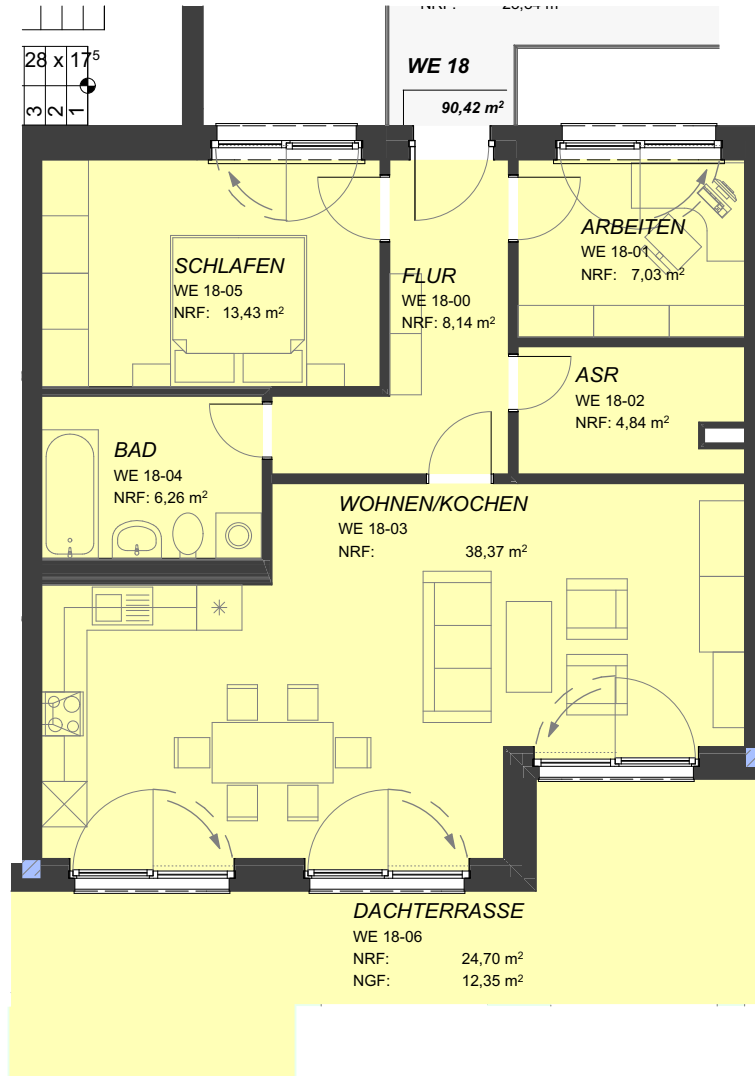 28 x 17⁵
3
2
1
WE 18
90,42 m²
SCHLAFEN
WE 18-05
NRF: 13,43 m²
FLUR
WE 18-00
NRF: 8,14 m²
ARBEITEN
WE 18-01
NRF: 7,03 m²
ASR
WE 18-02
NRF: 4,84 m²
BAD
WE 18-04
NRF: 6,26 m²
WOHNEN/KOCHEN
WE 18-03
NRF: 38,37 m²
DACHTERRASSE
WE 18-06
NRF: 24,70 m²
NGF: 12,35 m²